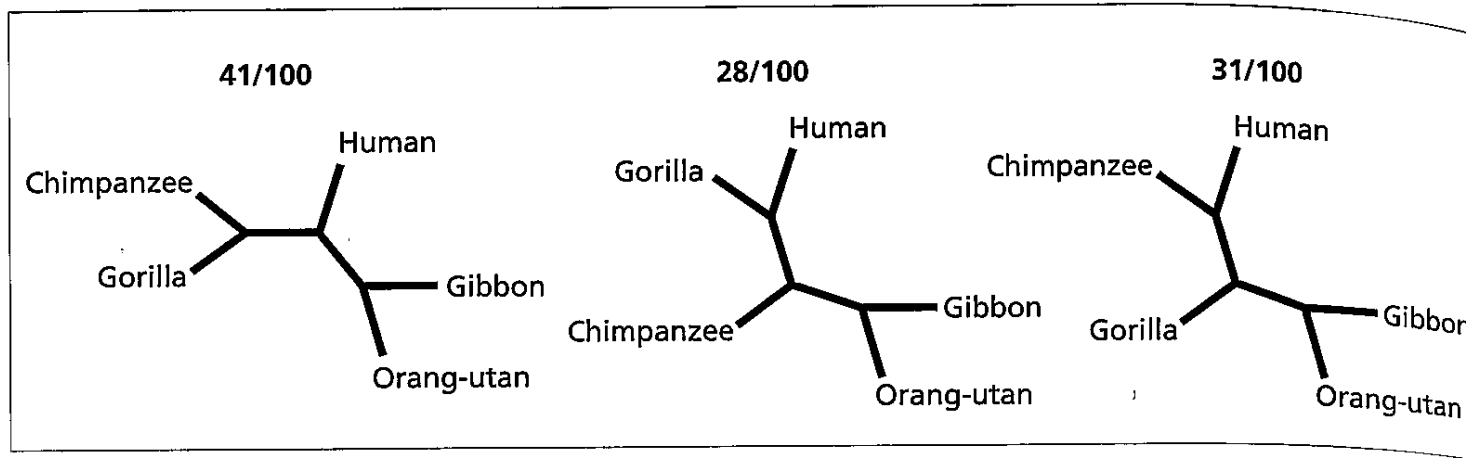 41/100
Human
Chimpanzee
Gorilla
Gibbon
Orang-utan
28/100
Human
Gorilla
Chimpanzee
Gibbon
Orang-utan
31/100
Human
Chimpanzee
Gorilla
Gibbon
Orang-utan